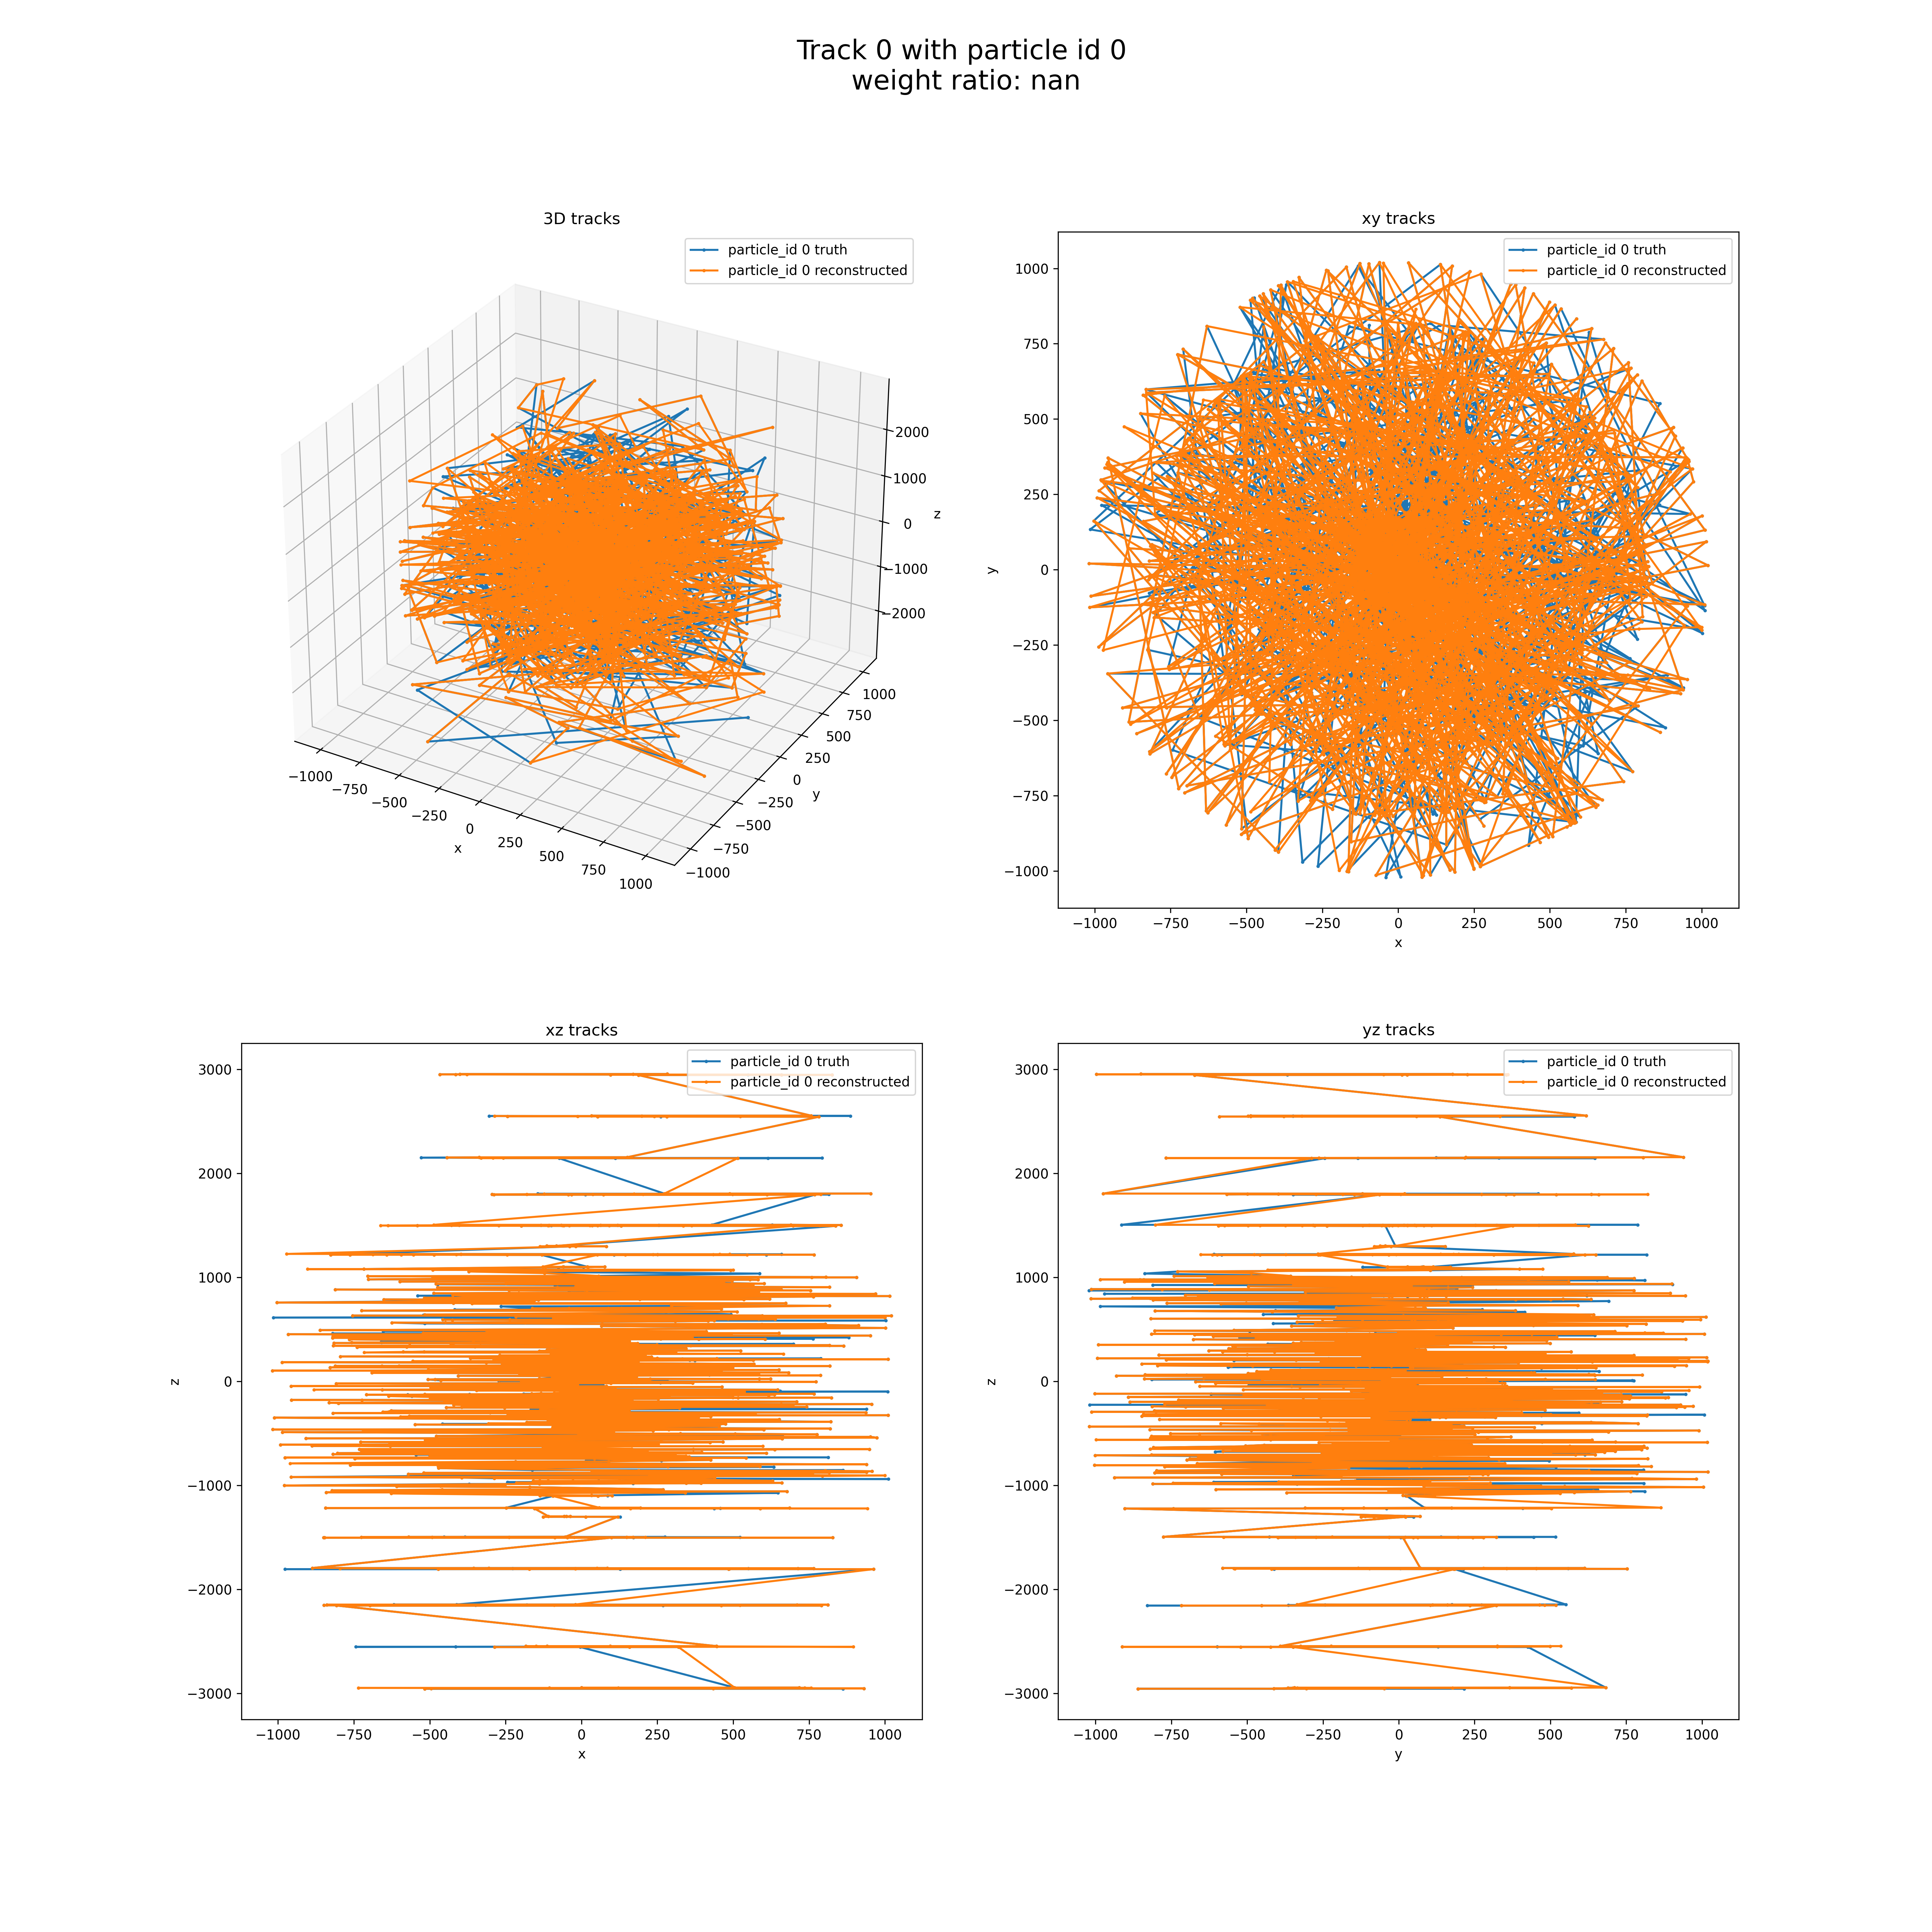 Track 0 with particle id 0
weight ratio: nan
3D tracks
particle_id 0 truth
particle_id 0 reconstructed
2000
1000
0
−1000
−2000
z
−1000
−750
−500
−250
0
250
500
750
1000
x
1000
750
500
250
0
−250
−500
−750
−1000
y
xy tracks
particle_id 0 truth
particle_id 0 reconstructed
1000
750
500
250
0
−250
−500
−750
−1000
y
−1000 −750 −500 −250 0 250 500 750 1000
x
xz tracks
particle_id 0 truth
particle_id 0 reconstructed
3000
2000
1000
0
−1000
−2000
−3000
z
−1000 −750 −500 −250 0 250 500 750 1000
x
yz tracks
particle_id 0 truth
particle_id 0 reconstructed
3000
2000
1000
0
−1000
−2000
−3000
z
−1000 −750 −500 −250 0 250 500 750 1000
y